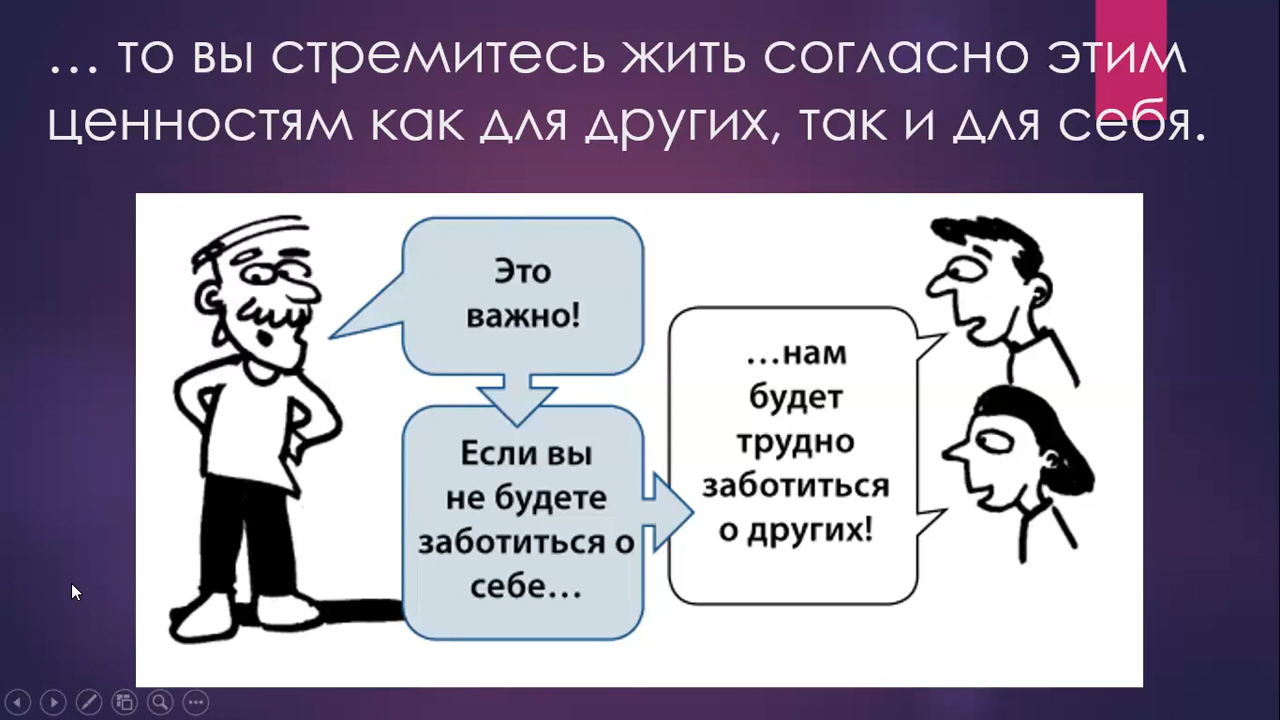 … то вы стремитесь жить согласно этим
ценностям как для других, так и для себя.
Это
важно!
Если вы
не будете
заботиться о
себе…
…нам
будет
трудно
заботиться
о других!